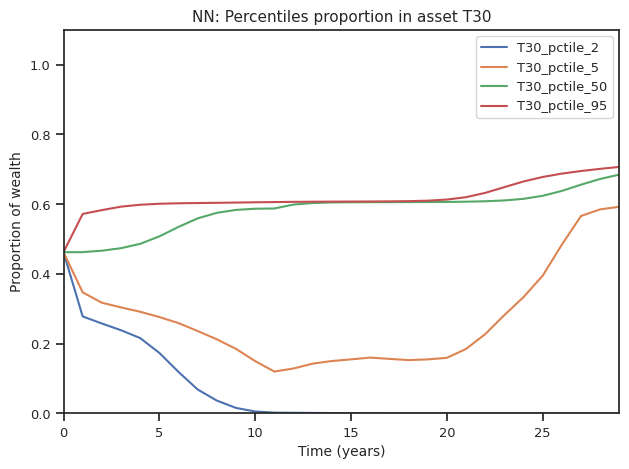 NN: Percentiles proportion in asset T30
T30_pctile_2
T30_pctile_5
T30_pctile_50
T30_pctile_95
Proportion of wealth
1.0
0.8
0.6
0.4
0.2
0.0
0 5 10 15 20 25
Time (years)